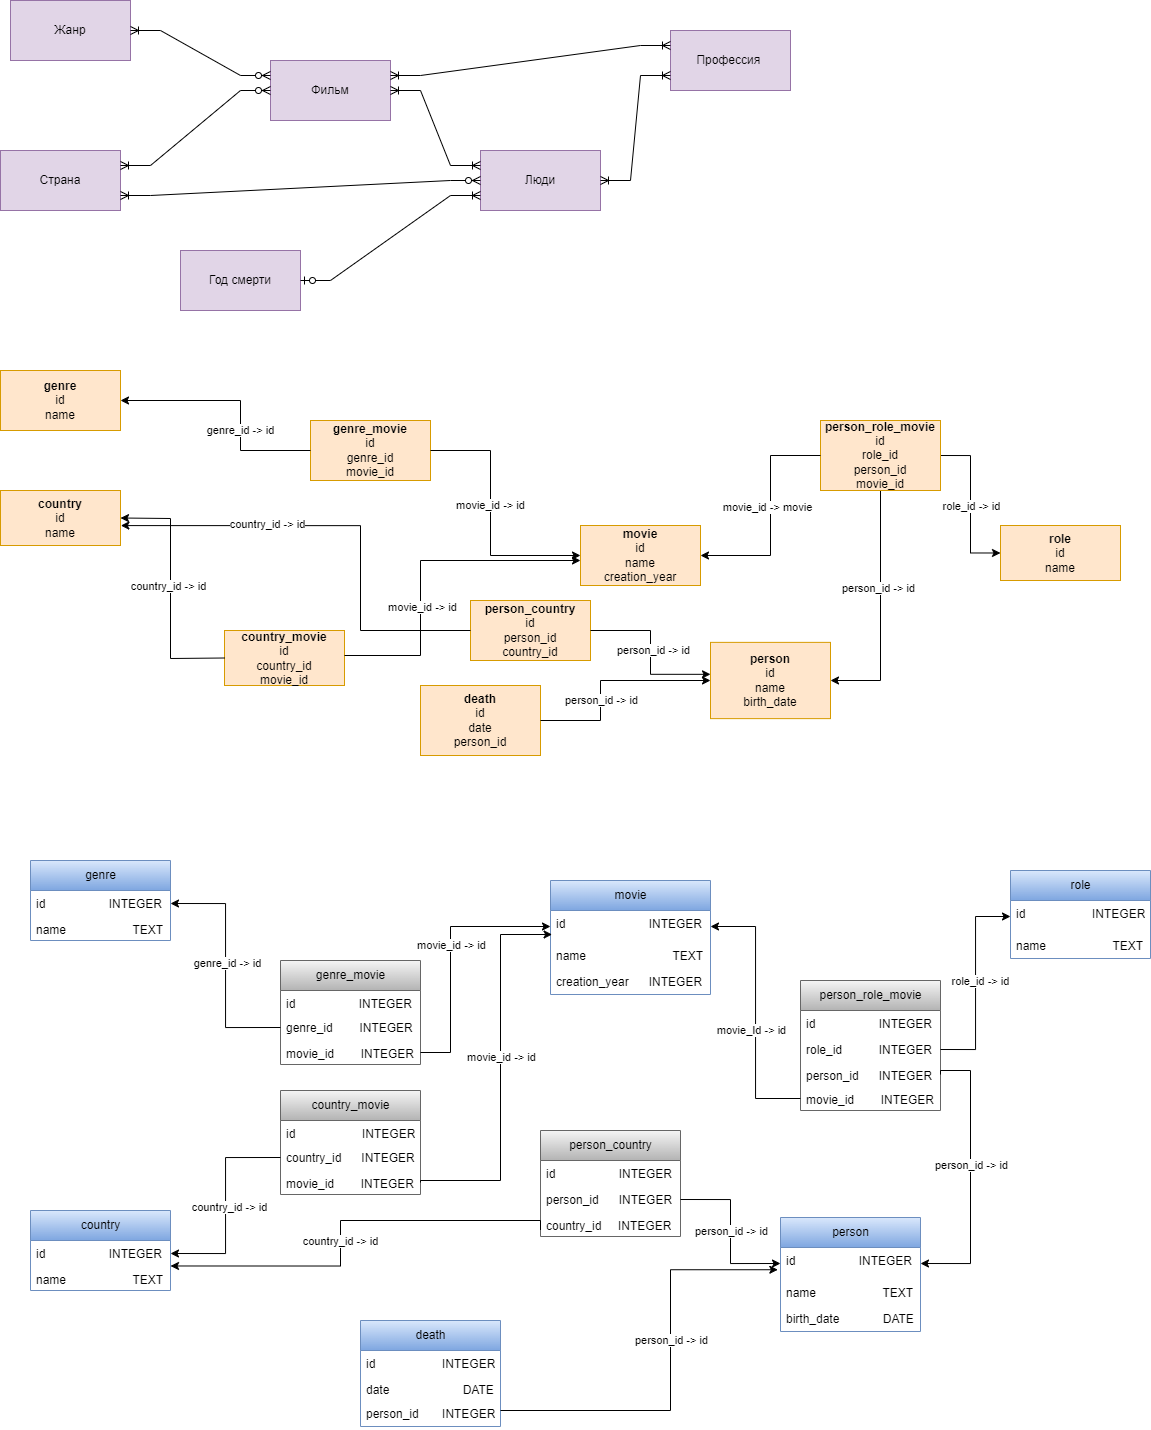 Жанр
Фильм
Профессия
Страна
Люди
Год смерти
genre
id
name
genre_id -> id
genre_movie
id
genre_id
movie_id
person_role_movie
id
role_id
person_id
movie_id
country
id
name
country_id -> id
movie_id -> id
movie_id -> movie
role_id -> id
movie
id
name
creation_year
role
id
name
country_id -> id
movie_id -> id
person_id -> id
person_country
id
person_id
country_id
country_movie
id
country_id
movie_id
person_id -> id
person
id
name
birth_date
death
id
date
person_id
person_id -> id
genre
id INTEGER
name TEXT
movie
id INTEGER
name TEXT
creation_year INTEGER
role
id INTEGER
name TEXT
movie_id -> id
genre_id -> id
genre_movie
id INTEGER
genre_id INTEGER
movie_id INTEGER
role_id -> id
person_role_movie
id INTEGER
role_id INTEGER
person_id INTEGER
movie_id INTEGER
movie_Id -> id
movie_id -> id
country_movie
id INTEGER
country_id INTEGER
movie_id INTEGER
person_country
id INTEGER
person_id INTEGER
country_id INTEGER
person_id -> id
country_id -> id
country
id INTEGER
name TEXT
country_id -> id
person_id -> id
person
id INTEGER
name TEXT
birth_date DATE
death
id INTEGER
date DATE
person_id INTEGER
person_id -> id